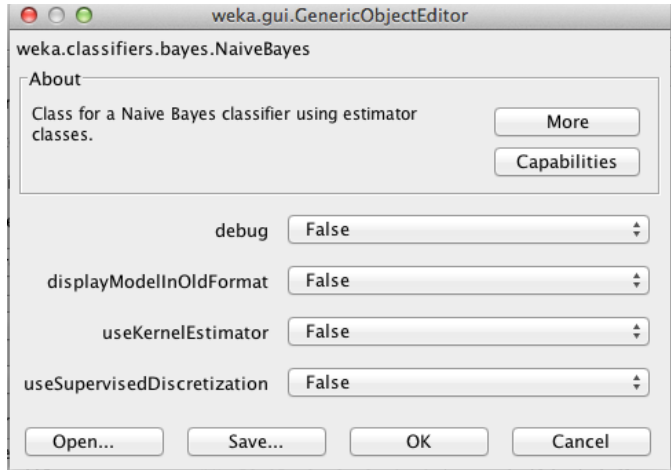 weka.gui.GenericObjectEditor
weka.classifiers.bayes.NaiveBayes
About
Class for a Naive Bayes classifier using estimator
classes.
More
Capabilities
debug False
displayModelInOldFormat False
useKernelEstimator False
useSupervisedDiscretization False
Open... Save... OK Cancel